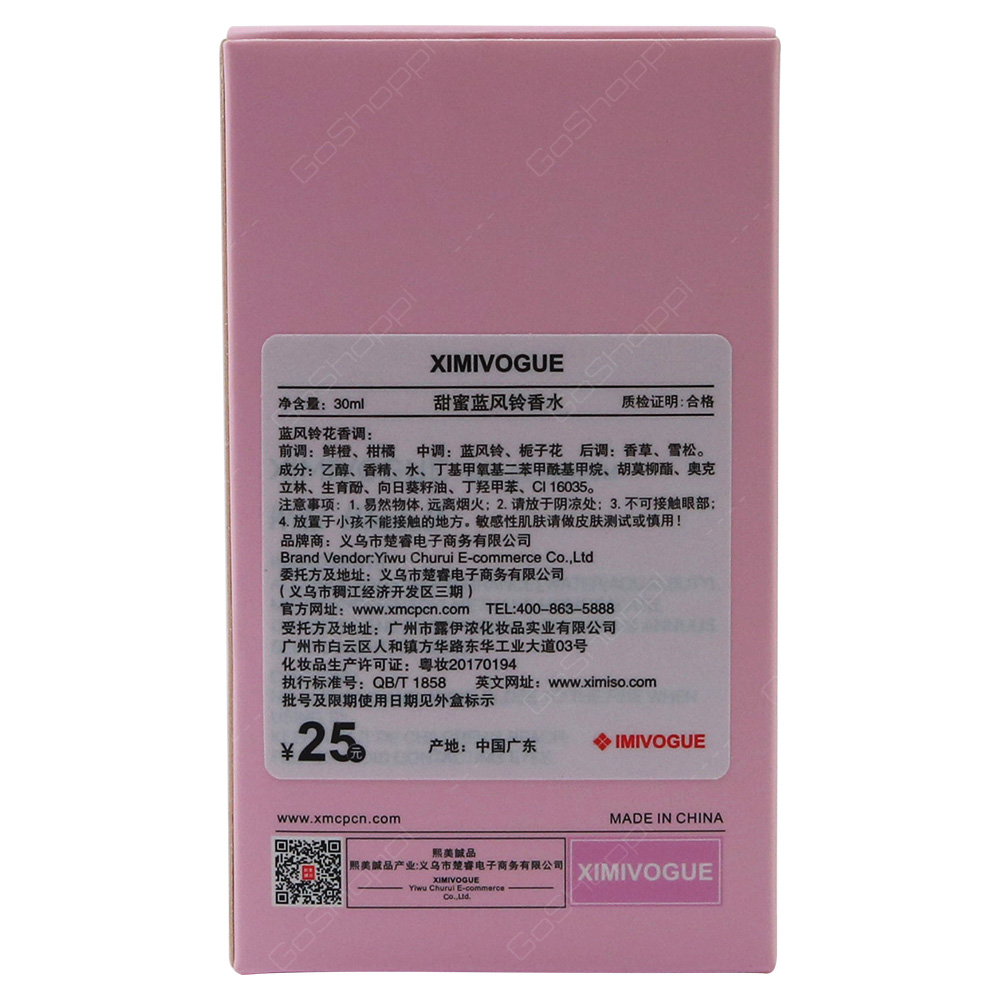 XIMIVOGUE
净含量：30ml 甜蜜蓝风铃香水 质检证明：合格
蓝风铃花香调：
前调：鲜橙、柑橘 中调：蓝风铃、栀子花 后调：香草、雪松。
成分：乙醇、香精、水、丁基甲氧基二苯甲酰基甲烷、胡莫柳酯、奥克
立林、生育酚、向日葵籽油、丁羟甲苯、CI 16035。
注意事项：1. 易然物体, 远离烟火；2. 请放于阴凉处；3. 不可接触眼部；
4. 放置于小孩不能接触的地方。敏感性肌肤请做皮肤测试或慎用！
品牌商：义乌市楚睿电子商务有限公司
Brand Vendor:Yiwu Churui E-commerce Co.,Ltd
委托方及地址：义乌市楚睿电子商务有限公司
（义乌市稠江经济开发区三期）
官方网址：www.xmcpcn.com TEL:400-863-5888
受托方及地址：广州市露伊浓化妆品实业有限公司
广州市白云区人和镇方华路东华工业大道03号
化妆品生产许可证：粤妆20170194
执行标准号：QB/T 1858 英文网址：www.ximiso.com
批号及限期使用日期见外盒标示
¥25元 产地：中国广东 IMIVOGUE
www.xmcpcn.com MADE IN CHINA
熙美誠品
熙美誠品产业:义乌市楚睿电子商务有限公司
XIMIVOGUE
Yiwu Churui E-commerce
Co.,Ltd.
XIMIVOGUE
GoShoppi